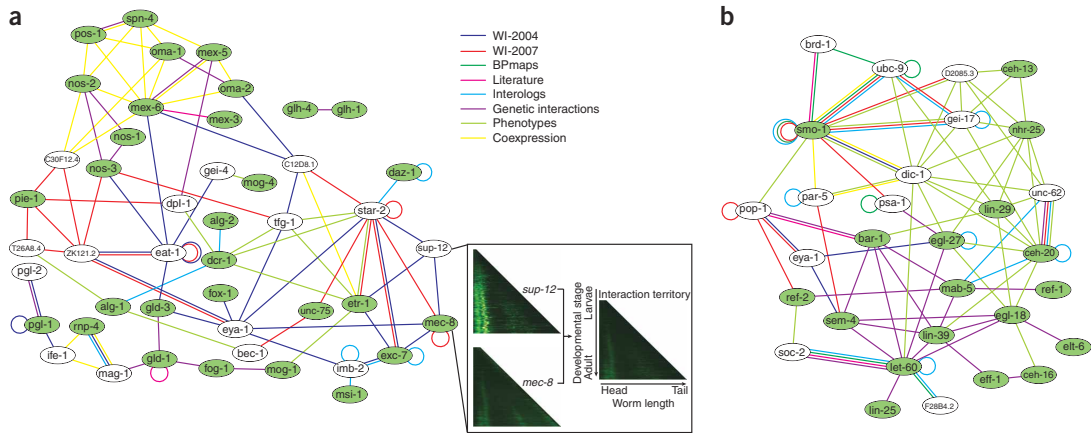 a
spn-4
pos-1
oma-1
mex-5
nos-2
oma-2
mex-6
mex-3
glh-4
glh-1
nos-1
C30F12.4
nos-3
gei-4
mog-4
C12D8.1
daz-1
pie-1
dpl-1
alg-2
tfg-1
star-2
T26A8.4
ZK121.2
eat-1
dcr-1
sup-12
pgl-2
alg-1
gld-3
fox-1
unc-75
etr-1
mec-8
pgl-1
rnp-4
eya-1
ife-1
mag-1
gld-1
bec-1
fog-1
mog-1
imb-2
exc-7
msi-1
WI-2004
WI-2007
BPmaps
Literature
Interologs
Genetic interactions
Phenotypes
Coexpression
sup-12
mec-8
Developmental stage
Adult
Larvae
Interaction territory
Head
Tail
Worm length
b
brd-1
ubc-9
D2085.3
ceh-13
smo-1
gei-17
nhr-25
dic-1
unc-62
par-5
psa-1
pop-1
lin-29
bar-1
egl-27
eya-1
ceh-20
mab-5
ref-2
ref-1
sem-4
lin-39
egl-18
soc-2
let-60
elt-6
eff-1
ceh-16
lin-25
F28B4.2